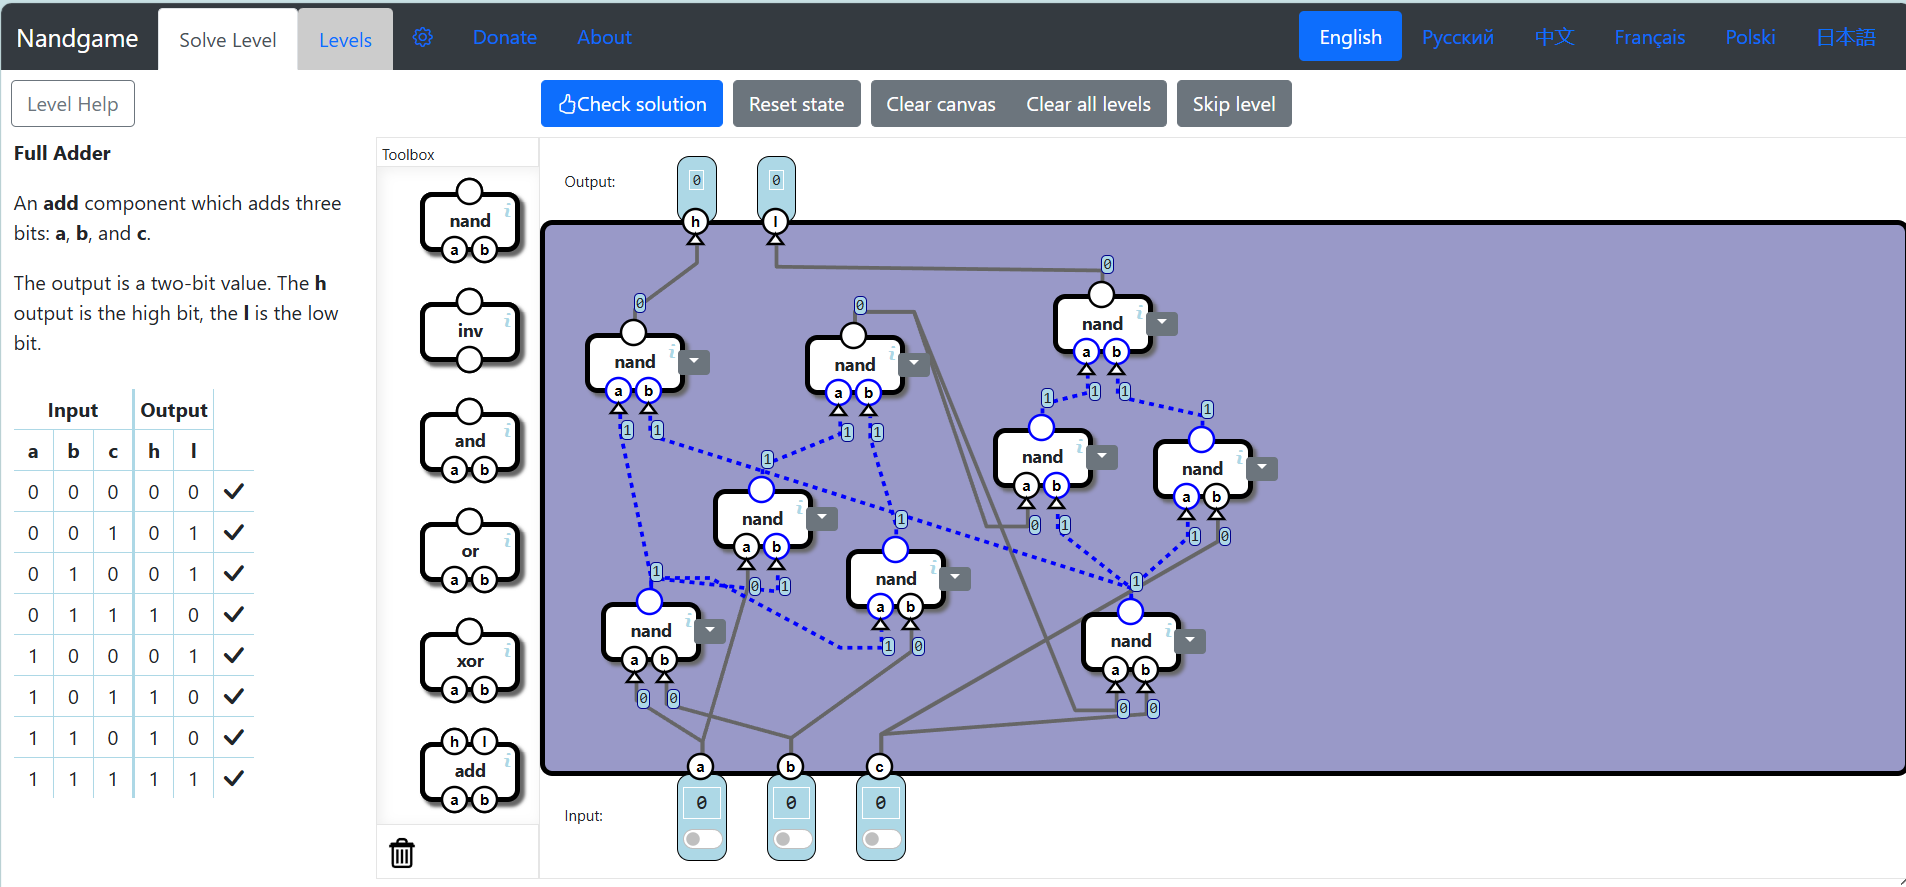 Nandgame Solve Level Levels Donate About English Русский 中文 Français Polski 日本語
Level Help Check solution Reset state Clear canvas Clear all levels Skip level
Full Adder
An add component which adds three
bits: a, b, and c.
The output is a two-bit value. The h
output is the high bit, the l is the low
bit.
Input Output
a b c h l
0 0 0 0 0
0 0 1 0 1
0 1 0 0 1
0 1 1 1 0
1 0 0 0 1
1 0 1 1 0
1 1 0 1 0
1 1 1 1 1
Toolbox
nand i
a b
inv i
and i
a b
or i
a b
xor i
a b
h l
add i
a b
Output:
0 0
h l
0
0 0
nand i
a b
1 1
nand i
a b
1 1
nand i
a b
1 1
1 1
nand i
a b
0 1
nand i
a b
1 0
1
nand i
a b
0 1
1
nand i
a b
1 0
1
nand i
a b
0 0
1
nand i
a b
0 0
a b c
Input:
0 0 0